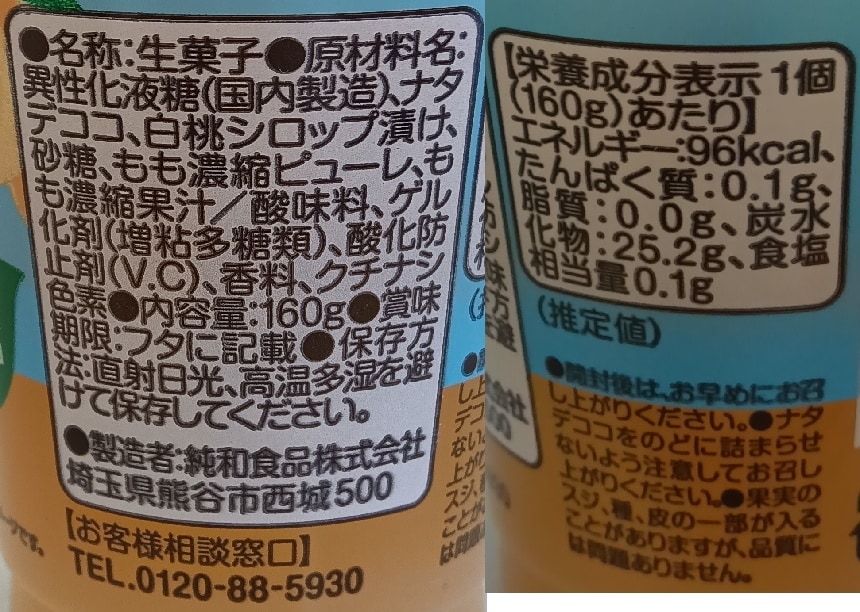 ●名称:生菓子●原材料名:
異性化液糖(国内製造)、ナタ
デココ、白桃シロップ漬け、
砂糖、もも濃縮ピューレ、も
も濃縮果汁／酸味料、ゲル
化剤(増粘多糖類)、酸化防
止剤(V.C)、香料、クチナシ
色素●内容量:160g●賞味
期限:フタに記載●保存方
法:直射日光、高温多湿を避
けて保存してください。
●製造者:純和食品株式会社
埼玉県熊谷市西城500
【お客様相談窓口】
TEL.0120-88-5930
【栄養成分表示 1個
(160g)あたり】
エネルギー:96kcal、
たんぱく質:0.1g、
脂質:0.0g、炭水
化物:25.2g、食塩
相当量0.1g
(推定値)
●開封後は、お早めにお召
し上がりください。●ナタ
デココをのどに詰まらせ
ないよう注意してお召し
上がりください。●果実の
スジ、種、皮の一部が入る
ことがありますが、品質に
は問題ありません。